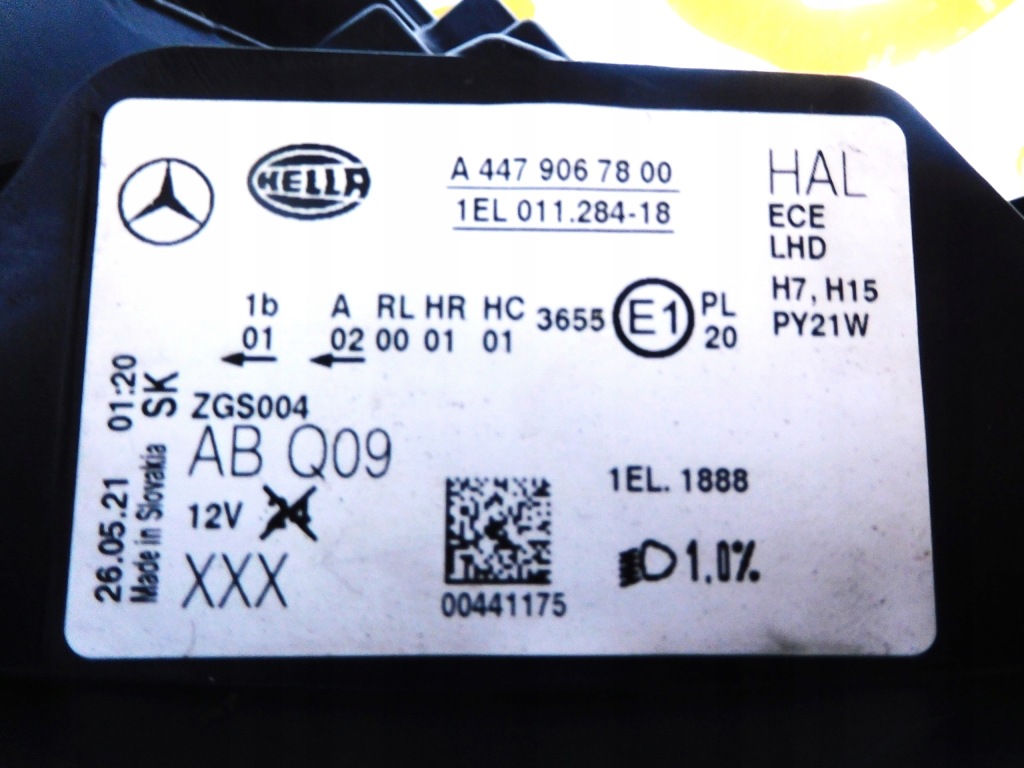 HELLA
A 447 906 78 00
1EL 011.284-18
HAL
ECE
LHD
H7, H15
PY21W
1b A RL HR HC 3655 E1 PL
01 02 00 01 01 20
26.05.21 01:20
Made in Slovakia SK
ZGS004
AB Q09
12V
XXX
00441175
1EL. 1888
1.0%